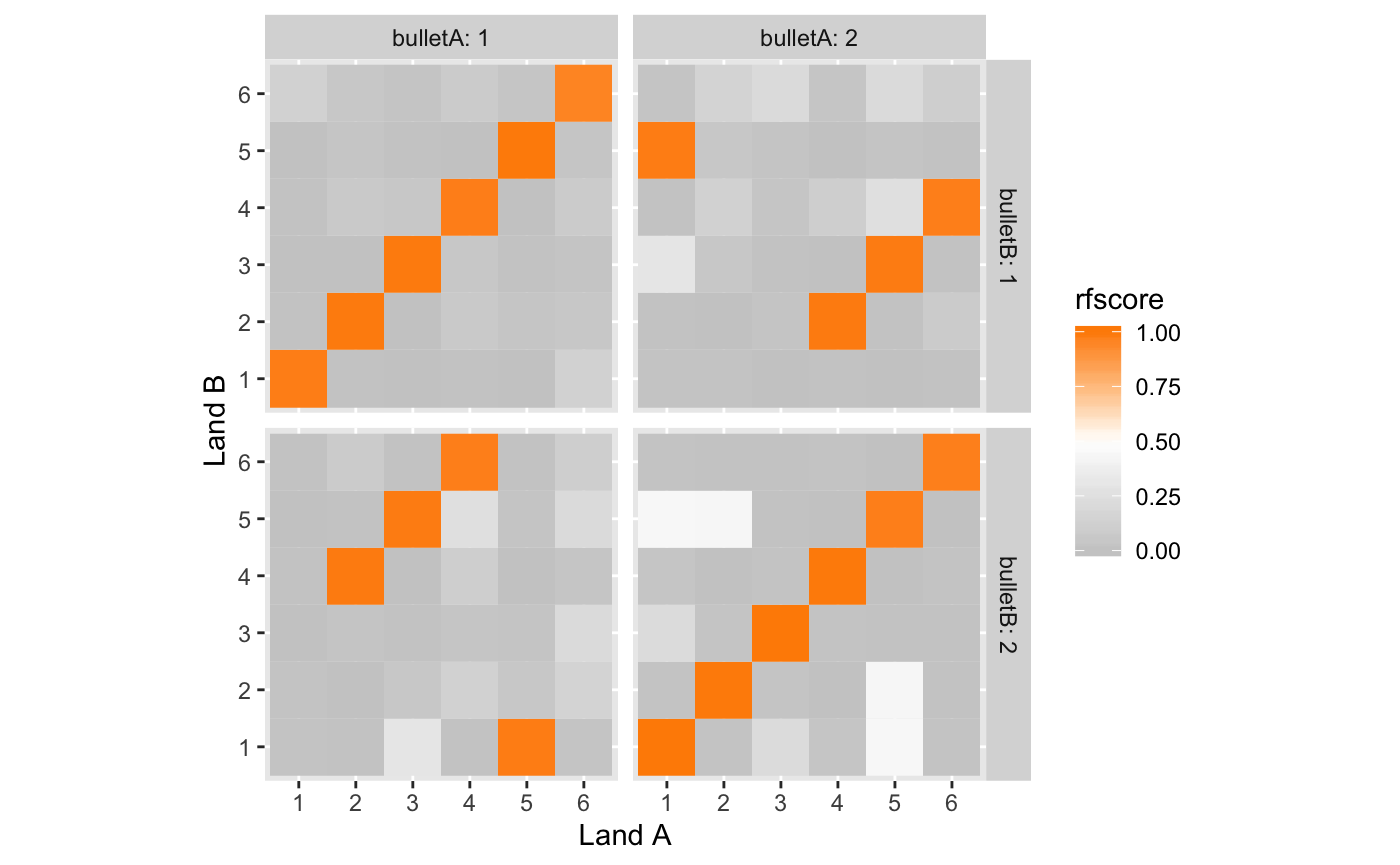 bulletA: 1
bulletA: 2
6
5
4
3
2
1
bulletB: 1
6
5
4
3
2
1
bulletB: 2
Land B
1 2 3 4 5 6
1 2 3 4 5 6
Land A
rfscore
1.00
0.75
0.50
0.25
0.00